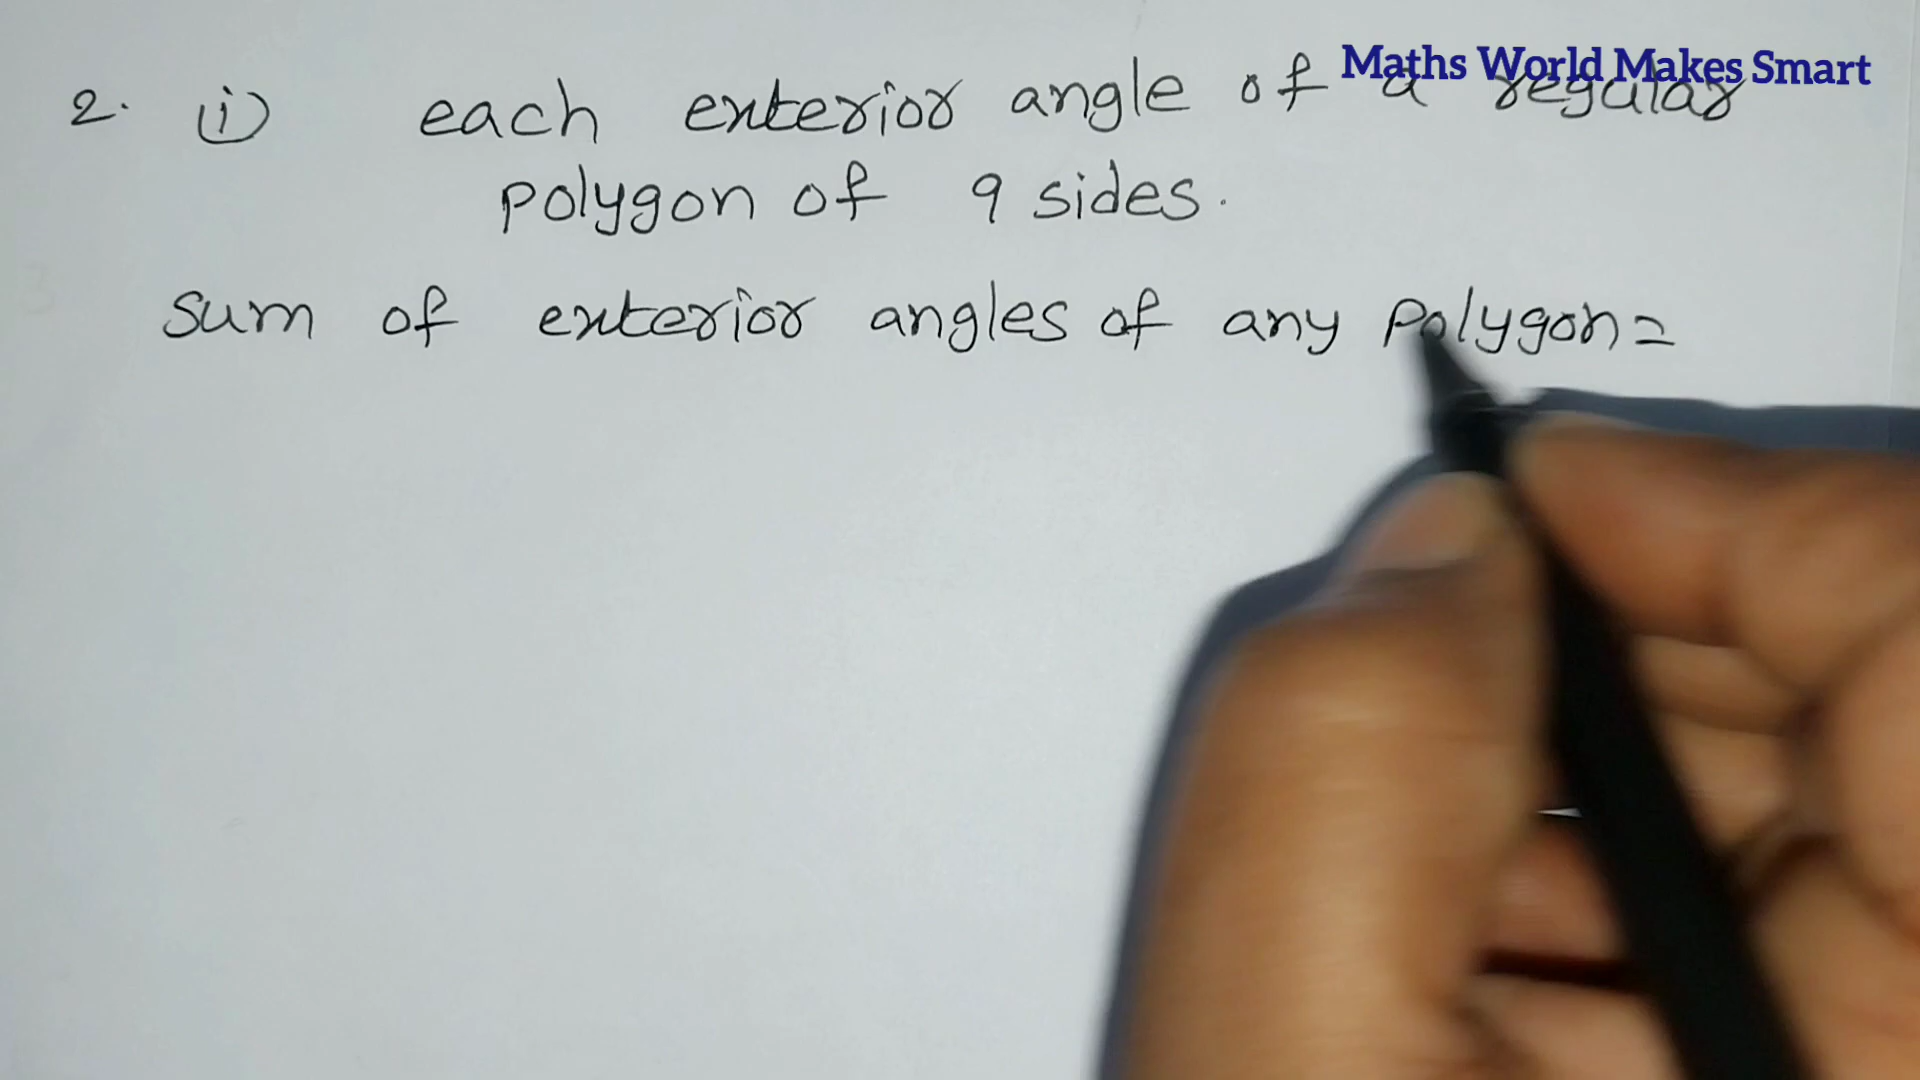 Maths World Makes Smart
2. (i) each exterior angle of a regular
polygon of 9 sides.
sum of exterior angles of any polygon=